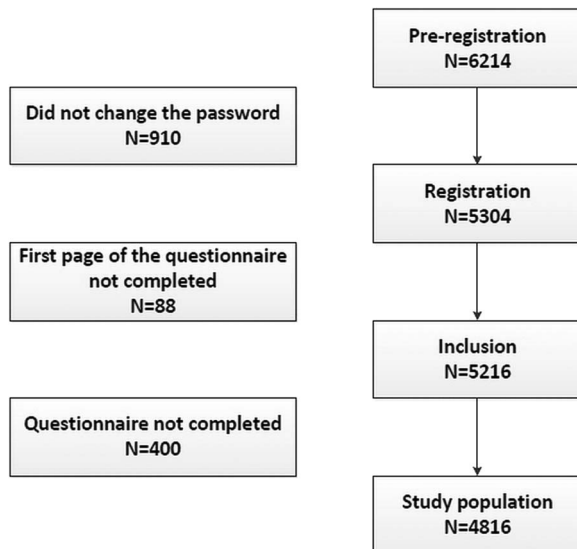 Pre-registration
N=6214
Did not change the password
N=910
Registration
N=5304
First page of the questionnaire
not completed
N=88
Inclusion
N=5216
Questionnaire not completed
N=400
Study population
N=4816